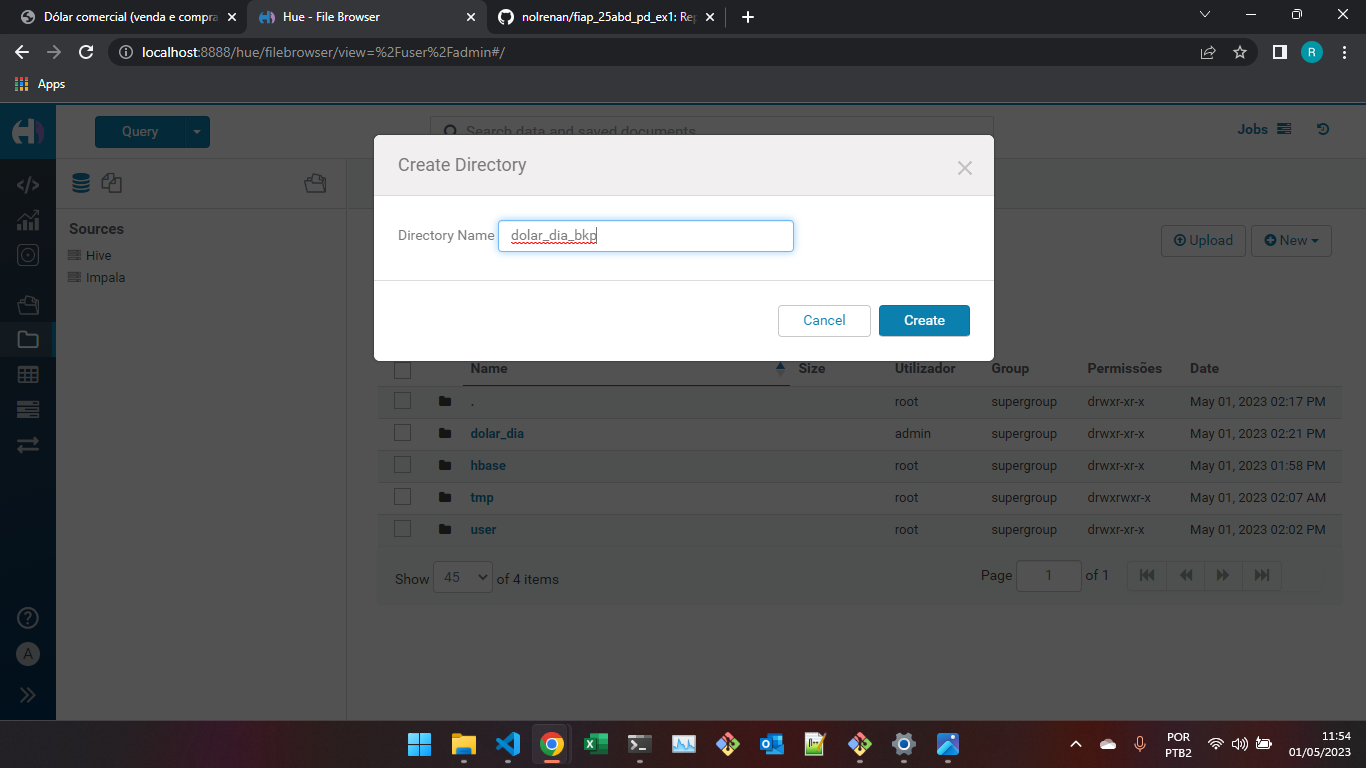 Dólar comercial (venda e compra
Hue - File Browser
nolrenan/fiap_25abd_pd_ex1: Rep
localhost:8888/hue/filebrowser/view=%2Fuser%2Fadmin#/
R
Apps
Query
Search data and saved documents...
Jobs
Create Directory
Sources
Hive
Impala
Directory Name dolar_dia_bkp
Upload
New
Cancel
Create
Name Size Utilizador Group Permissões Date
. root supergroup drwxr-xr-x May 01, 2023 02:17 PM
dolar_dia admin supergroup drwxr-xr-x May 01, 2023 02:21 PM
hbase root supergroup drwxr-xr-x May 01, 2023 01:58 PM
tmp root supergroup drwxrwxr-x May 01, 2023 02:07 AM
user root supergroup drwxr-xr-x May 01, 2023 02:02 PM
Show 45 of 4 items
Page 1 of 1
A
POR
PTB2
11:54
01/05/2023